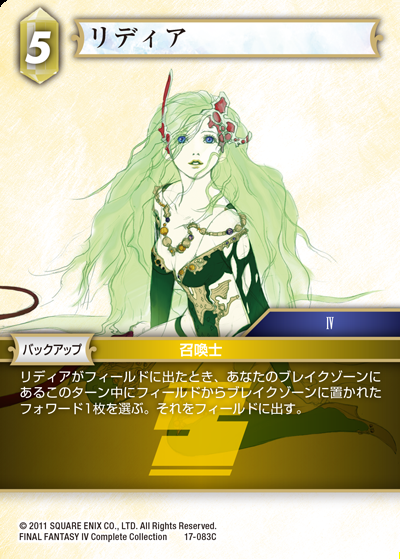 5
リディア
IV
バックアップ
召喚士
リディアがフィールドに出たとき、あなたのブレイクゾーンに
あるこのターン中にフィールドからブレイクゾーンに置かれた
フォワード1枚を選ぶ。それをフィールドに出す。
© 2011 SQUARE ENIX CO., LTD. All Rights Reserved.
FINAL FANTASY IV Complete Collection 17-083C